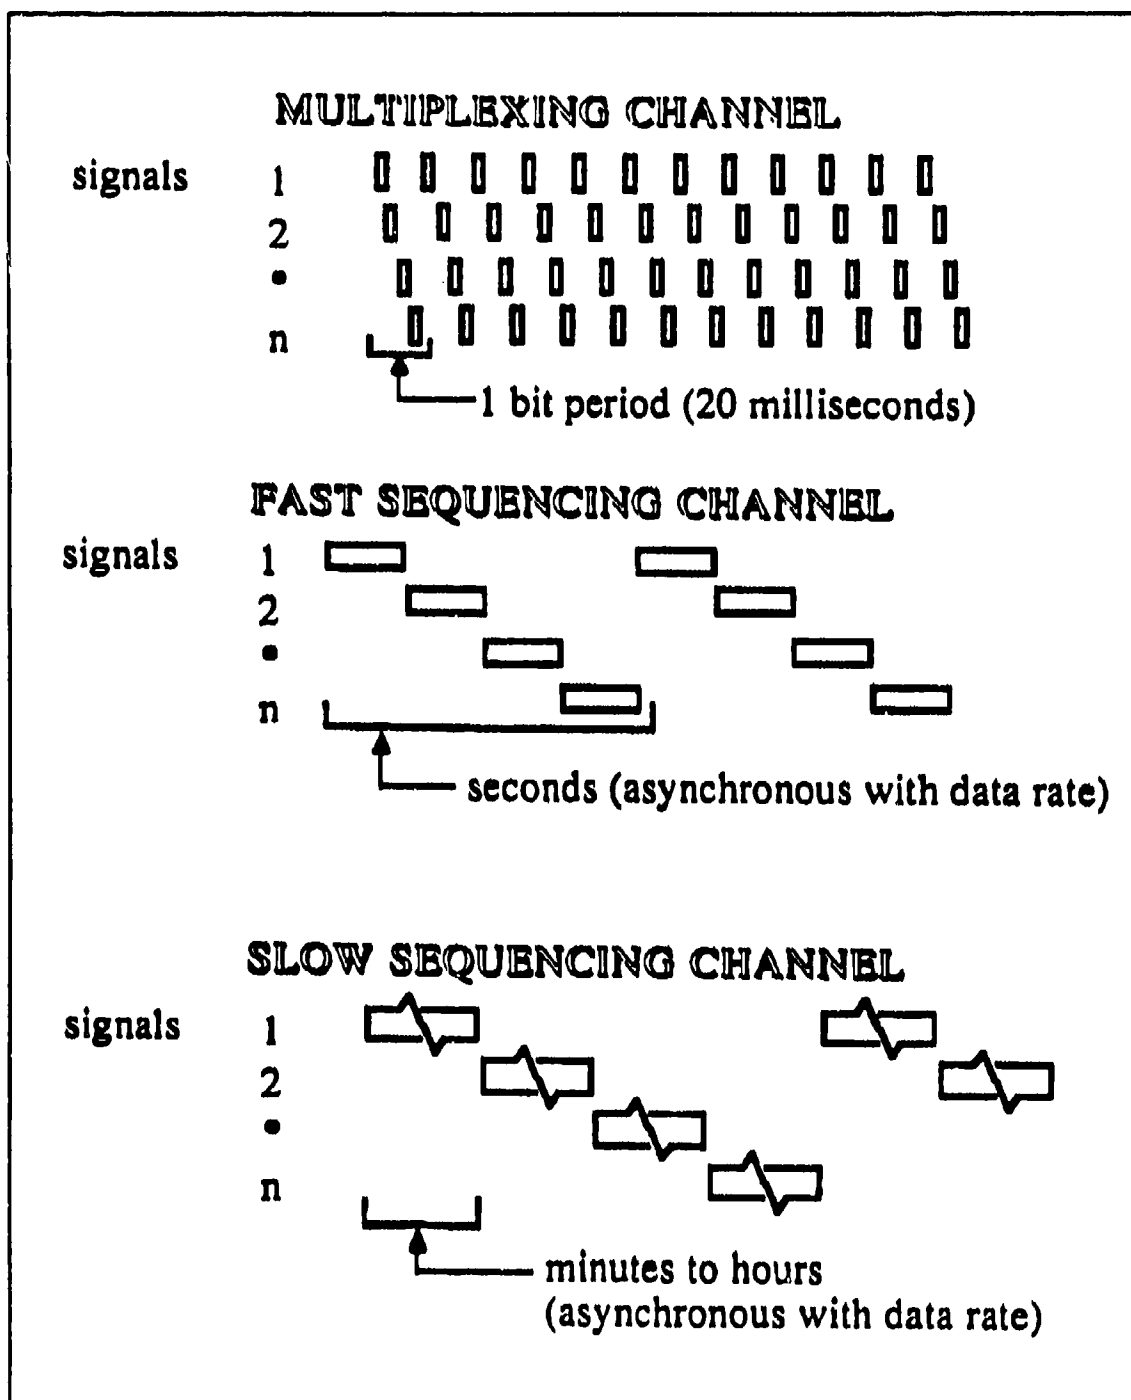 MULTIPLEXING CHANNEL
signals 1
2
•
n
1 bit period (20 milliseconds)
FAST SEQUENCING CHANNEL
signals 1
2
•
n
seconds (asynchronous with data rate)
SLOW SEQUENCING CHANNEL
signals 1
2
•
n
minutes to hours
(asynchronous with data rate)